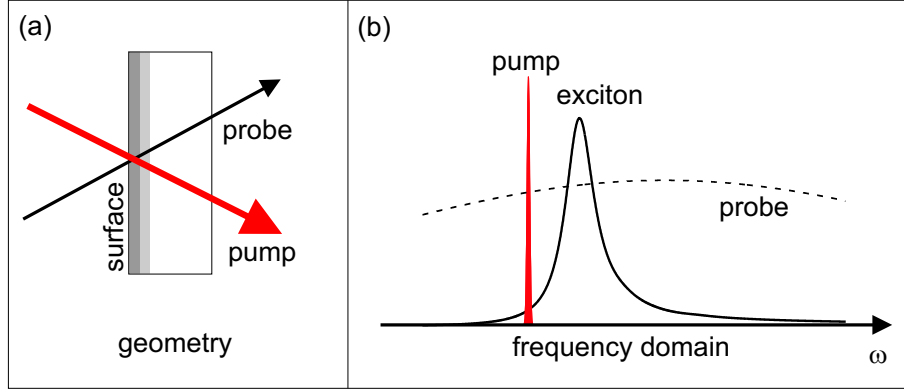 (a)
probe
surface
pump
geometry
(b)
pump
exciton
probe
frequency domain
ω